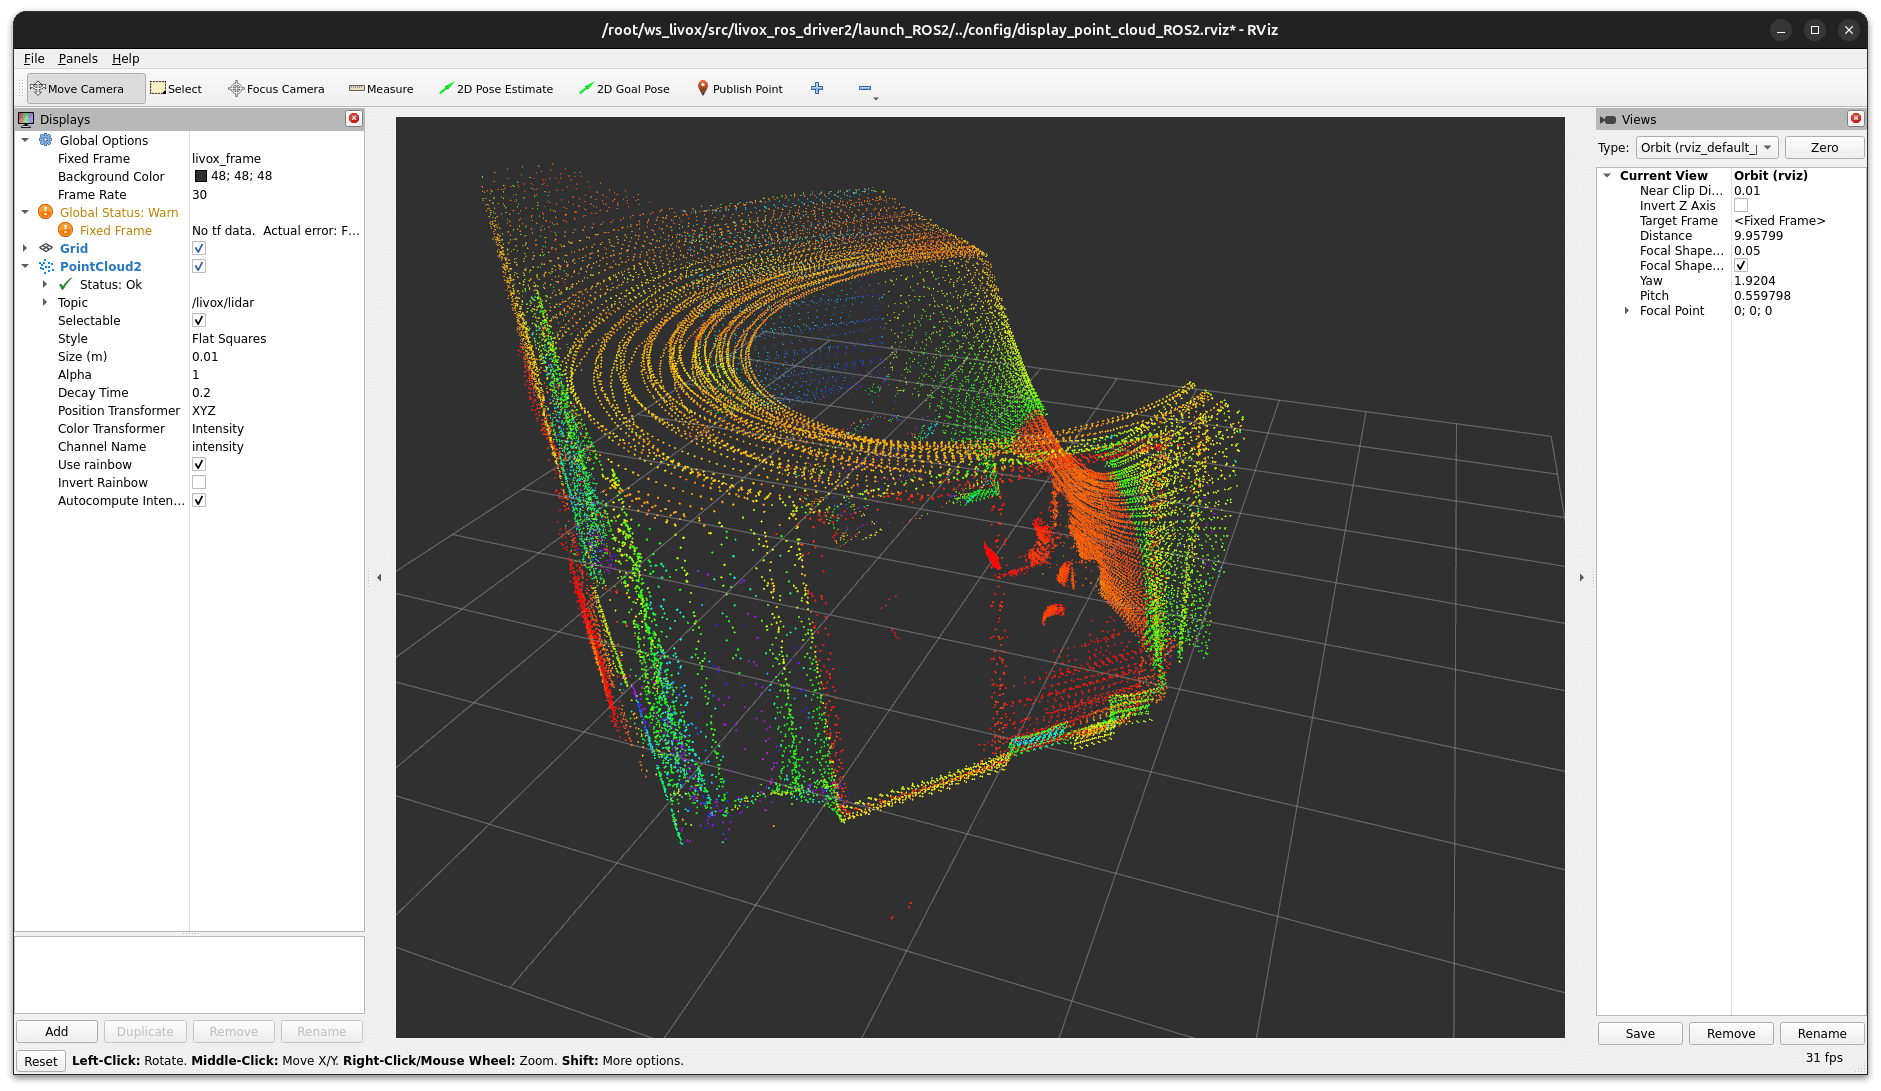 /root/ws_livox/src/livox_ros_driver2/launch_ROS2/../config/display_point_cloud_ROS2.rviz* - RViz
File Panels Help
Move Camera Select Focus Camera Measure 2D Pose Estimate 2D Goal Pose Publish Point
Displays
Global Options
Fixed Frame livox_frame
Background Color 48; 48; 48
Frame Rate 30
Global Status: Warn
Fixed Frame No tf data. Actual error: F...
Grid
PointCloud2
Status: Ok
Topic /livox/lidar
Selectable
Style Flat Squares
Size (m) 0.01
Alpha 1
Decay Time 0.2
Position Transformer XYZ
Color Transformer Intensity
Channel Name intensity
Use rainbow
Invert Rainbow
Autocompute Inten...
Add Duplicate Remove Rename
Views
Type: Orbit (rviz_default_ Zero
Current View Orbit (rviz)
Near Clip Di... 0.01
Invert Z Axis
Target Frame <Fixed Frame>
Distance 9.95799
Focal Shape... 0.05
Focal Shape...
Yaw 1.9204
Pitch 0.559798
Focal Point 0; 0; 0
Save Remove Rename
Reset Left-Click: Rotate. Middle-Click: Move X/Y. Right-Click/Mouse Wheel: Zoom. Shift: More options.
31 fps